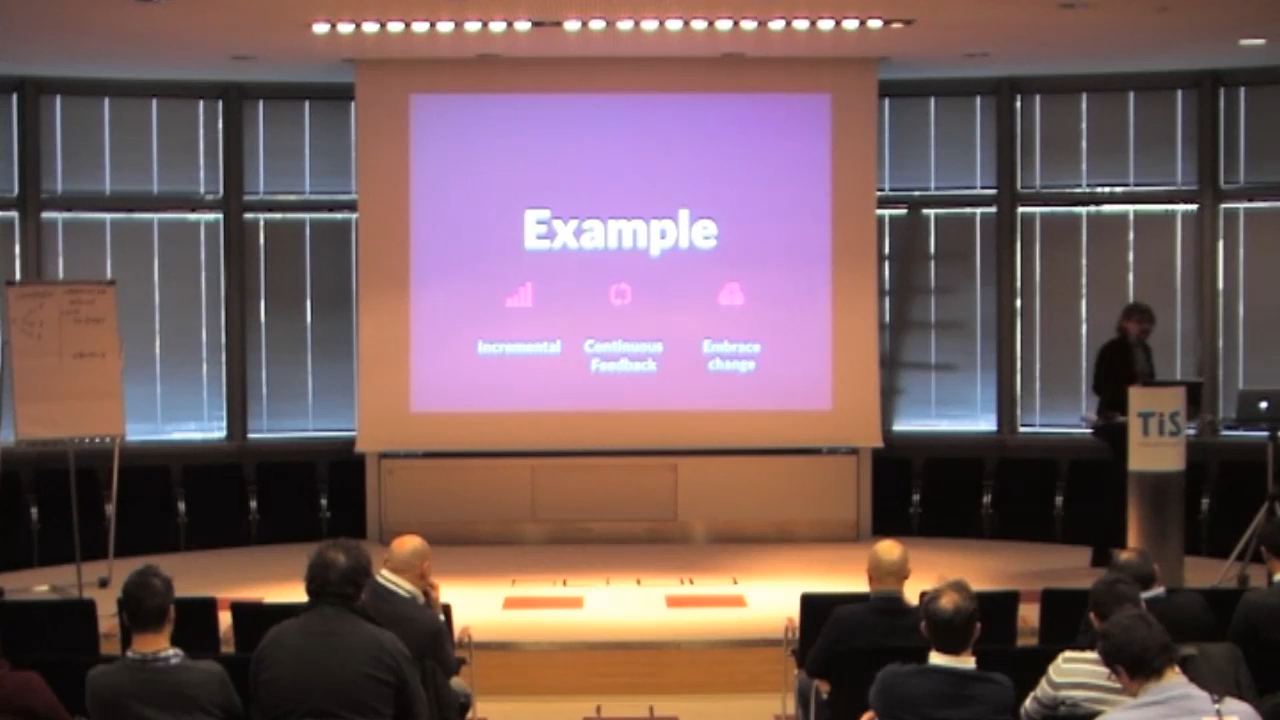 Example
Incremental
Continuous
Feedback
Embrace
change
TiS